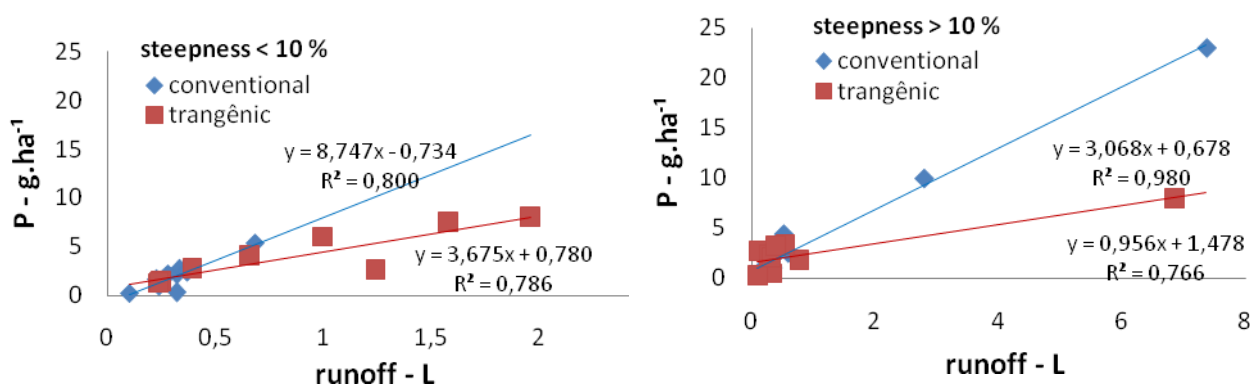 steepness < 10 %
conventional
trangênic
25
20
15
10
5
0
P - g.ha⁻¹
y = 8,747x - 0,734
R² = 0,800
y = 3,675x + 0,780
R² = 0,786
0
0,5
1
1,5
2
runoff - L
steepness > 10 %
conventional
trangênic
25
20
15
10
5
0
P - g.ha⁻¹
y = 3,068x + 0,678
R² = 0,980
y = 0,956x + 1,478
R² = 0,766
0
2
4
6
8
runoff - L